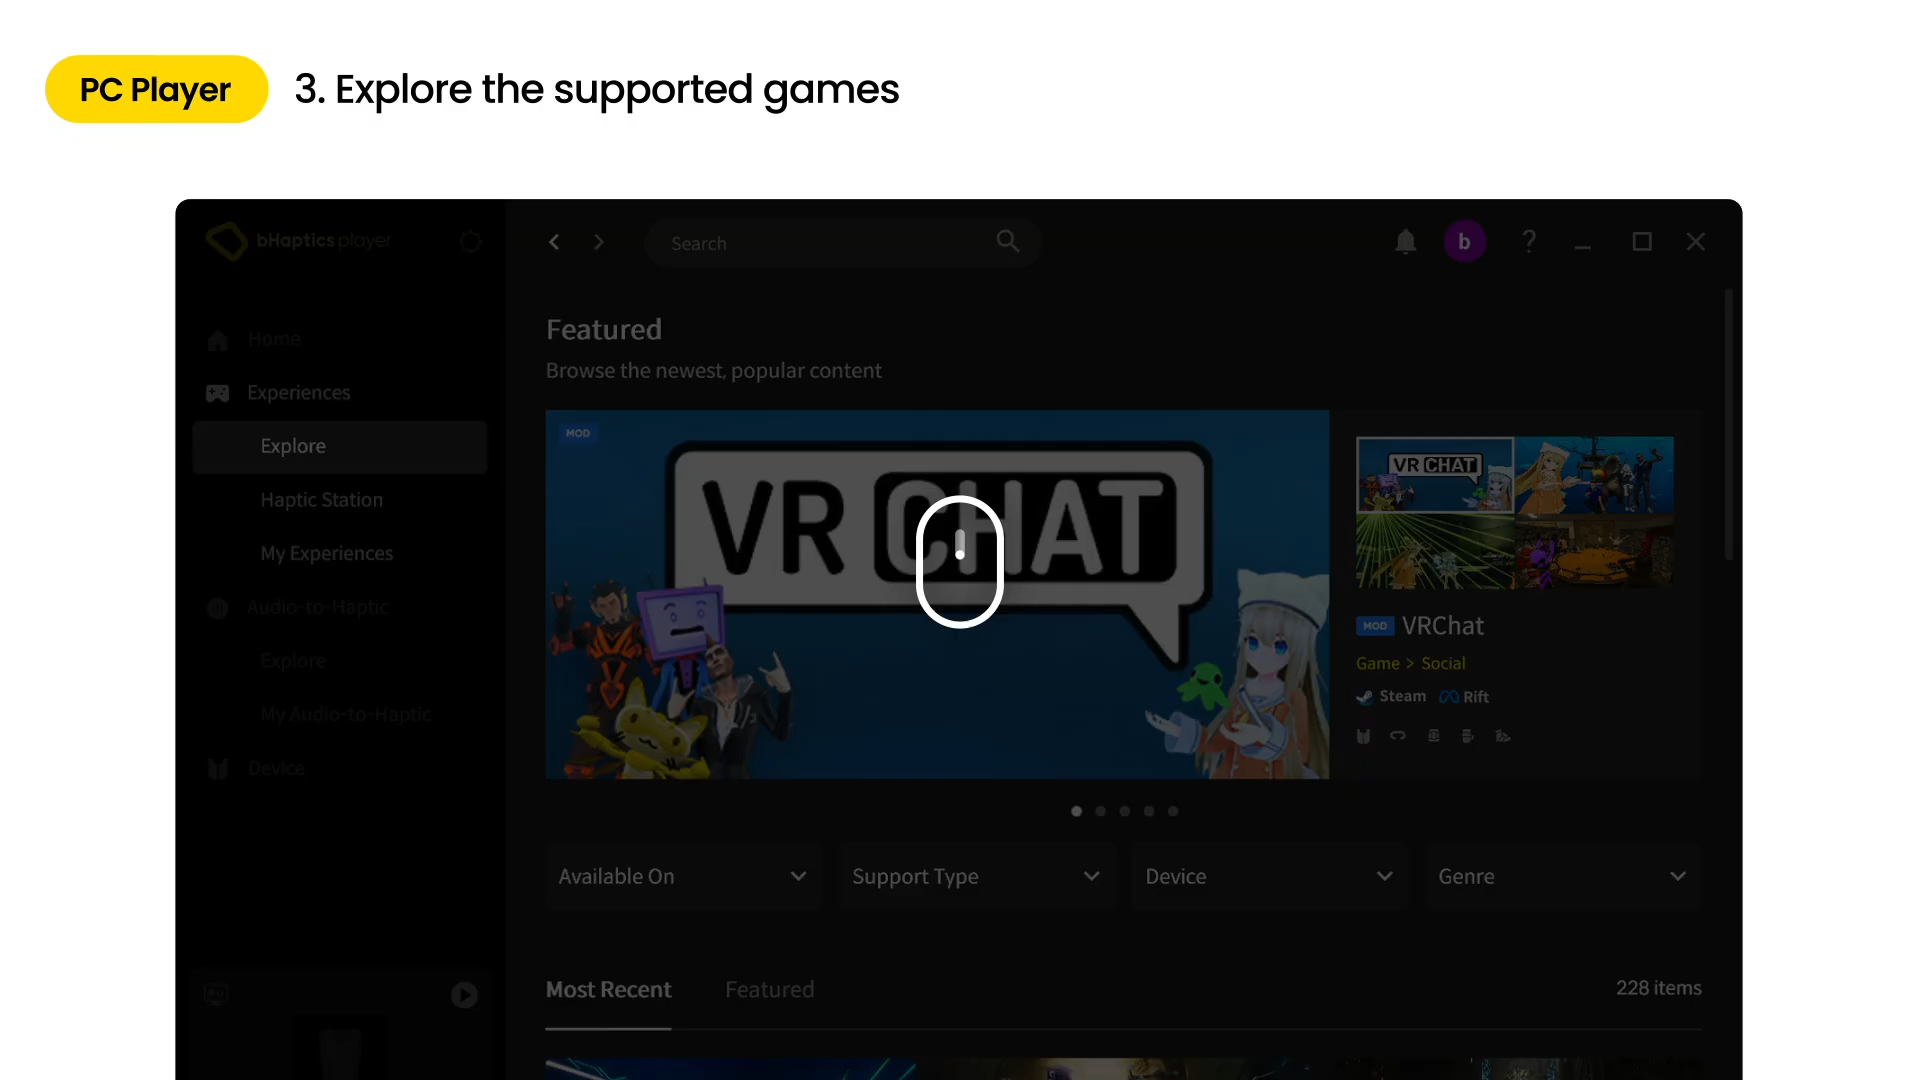 PC Player
3. Explore the supported games
bHaptics player
Search
b
Home
Featured
Browse the newest, popular content
Experiences
Explore
Haptic Station
My Experiences
Audio-to-Haptic
Explore
My Audio-to-Haptic
Device
MOD
VR CHAT
VR CHAT
MOD VRChat
Game > Social
Steam Rift
Available On
Support Type
Device
Genre
Most Recent
Featured
228 items